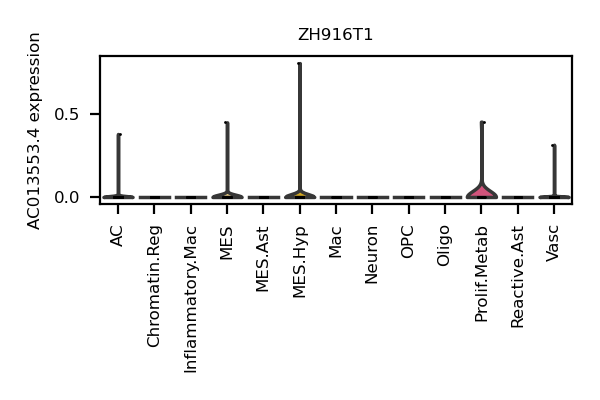 ZH916T1
AC013553.4 expression
0.5
0.0
AC
Chromatin.Reg
Inflammatory.Mac
MES
MES.Ast
MES.Hyp
Mac
Neuron
OPC
Oligo
Prolif.Metab
Reactive.Ast
Vasc